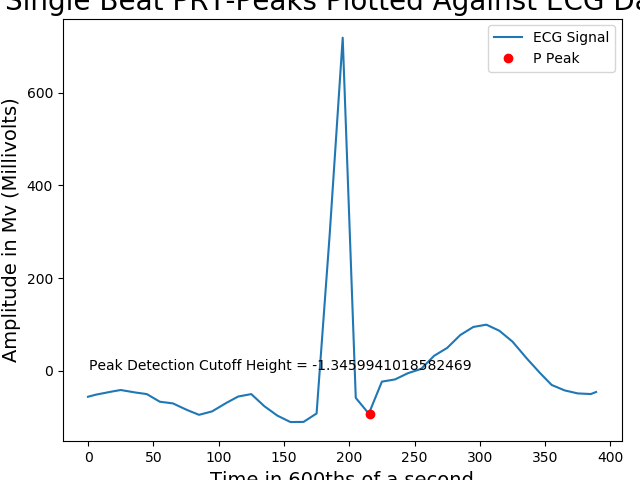 Single Beat PRT-Peaks Plotted Against ECG Da
ECG Signal
P Peak
Amplitude in Mv (Millivolts)
600
400
200
0
Peak Detection Cutoff Height = -1.3459941018582469
0 50 100 150 200 250 300 350 400
Time in 600ths of a second